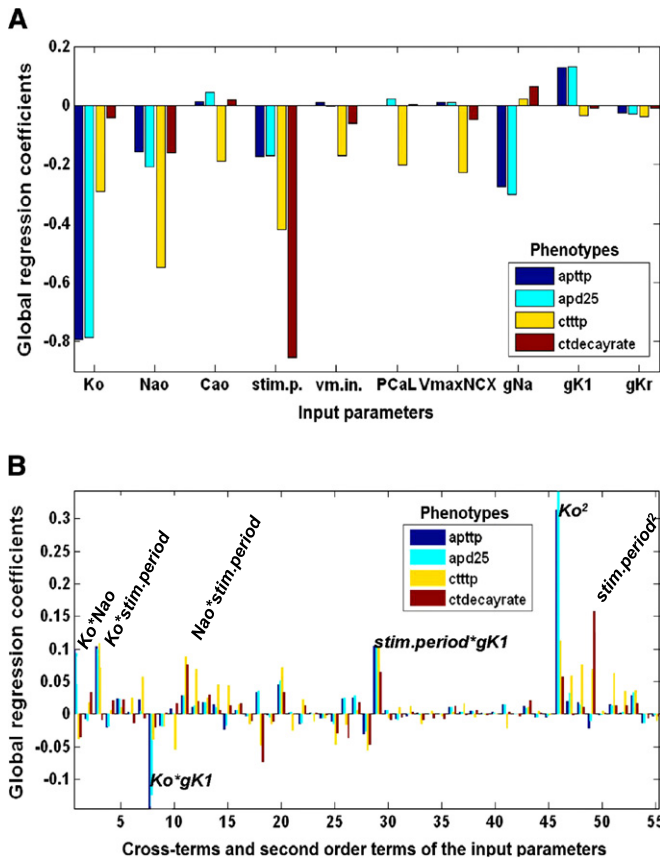 A
Global regression coefficients
0.2
0
-0.2
-0.4
-0.6
-0.8
Phenotypes
apttp
apd25
ctttp
ctdecayrate
Ko Nao Cao stim.p. vm.in. PCaL VmaxNCX gNa gK1 gKr
Input parameters
B
Global regression coefficients
0.3
0.25
0.2
0.15
0.1
0.05
0
-0.05
-0.1
Ko*Nao
Ko*stim.period
Nao*stim.period
Phenotypes
apttp
apd25
ctttp
ctdecayrate
Ko²
stim.period²
stim.period*gK1
Ko*gK1
5 10 15 20 25 30 35 40 45 50 55
Cross-terms and second order terms of the input parameters